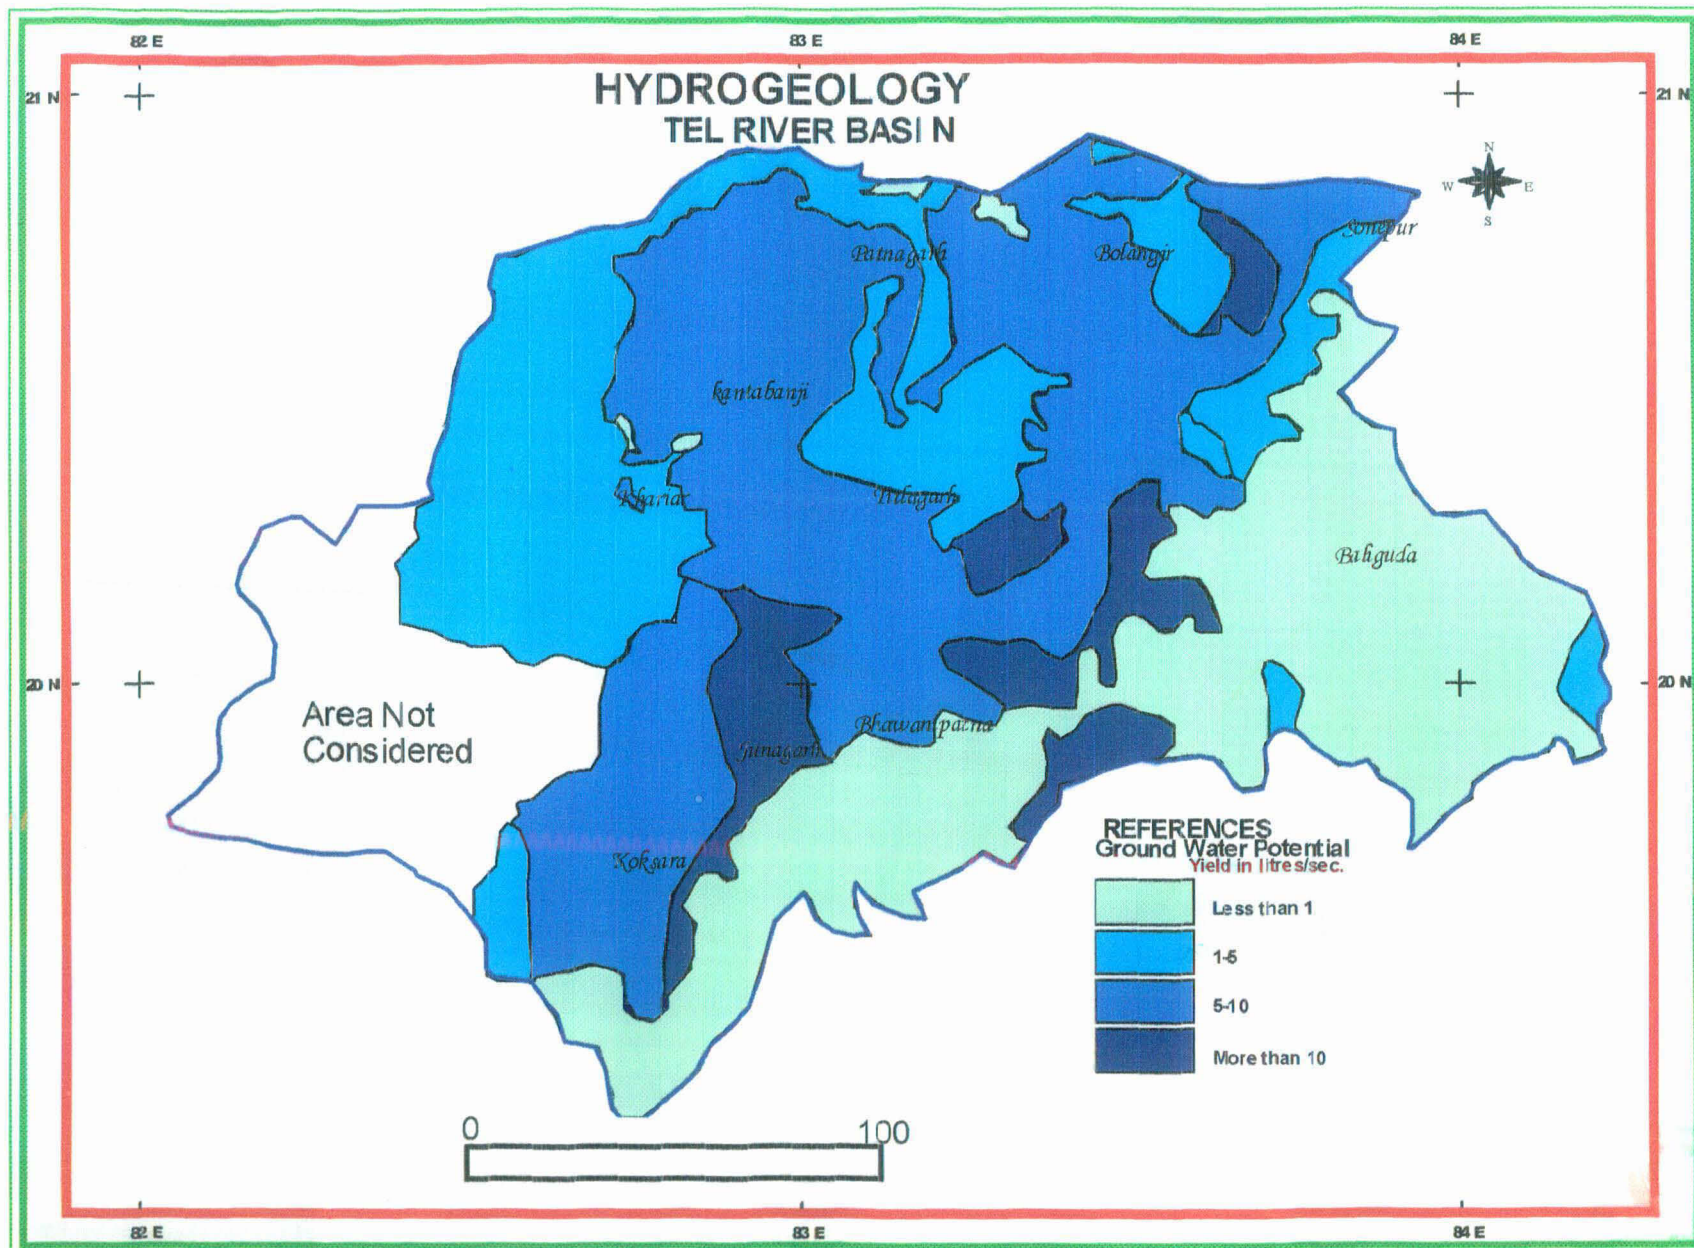 82 E 83 E 84 E
21 N 21 N
HYDROGEOLOGY
TEL RIVER BASIN
N
W E
S
Sonepur
Patnagarh Bolangir
kantabanji
Khariar Titlagarh
Baliguda
20 N 20 N
Area Not
Considered
Bhawanipatna
Junagarh
Koksara
REFERENCES
Ground Water Potential
Yield in litres/sec.
Less than 1
1-5
5-10
More than 10
0 100
82 E 83 E 84 E